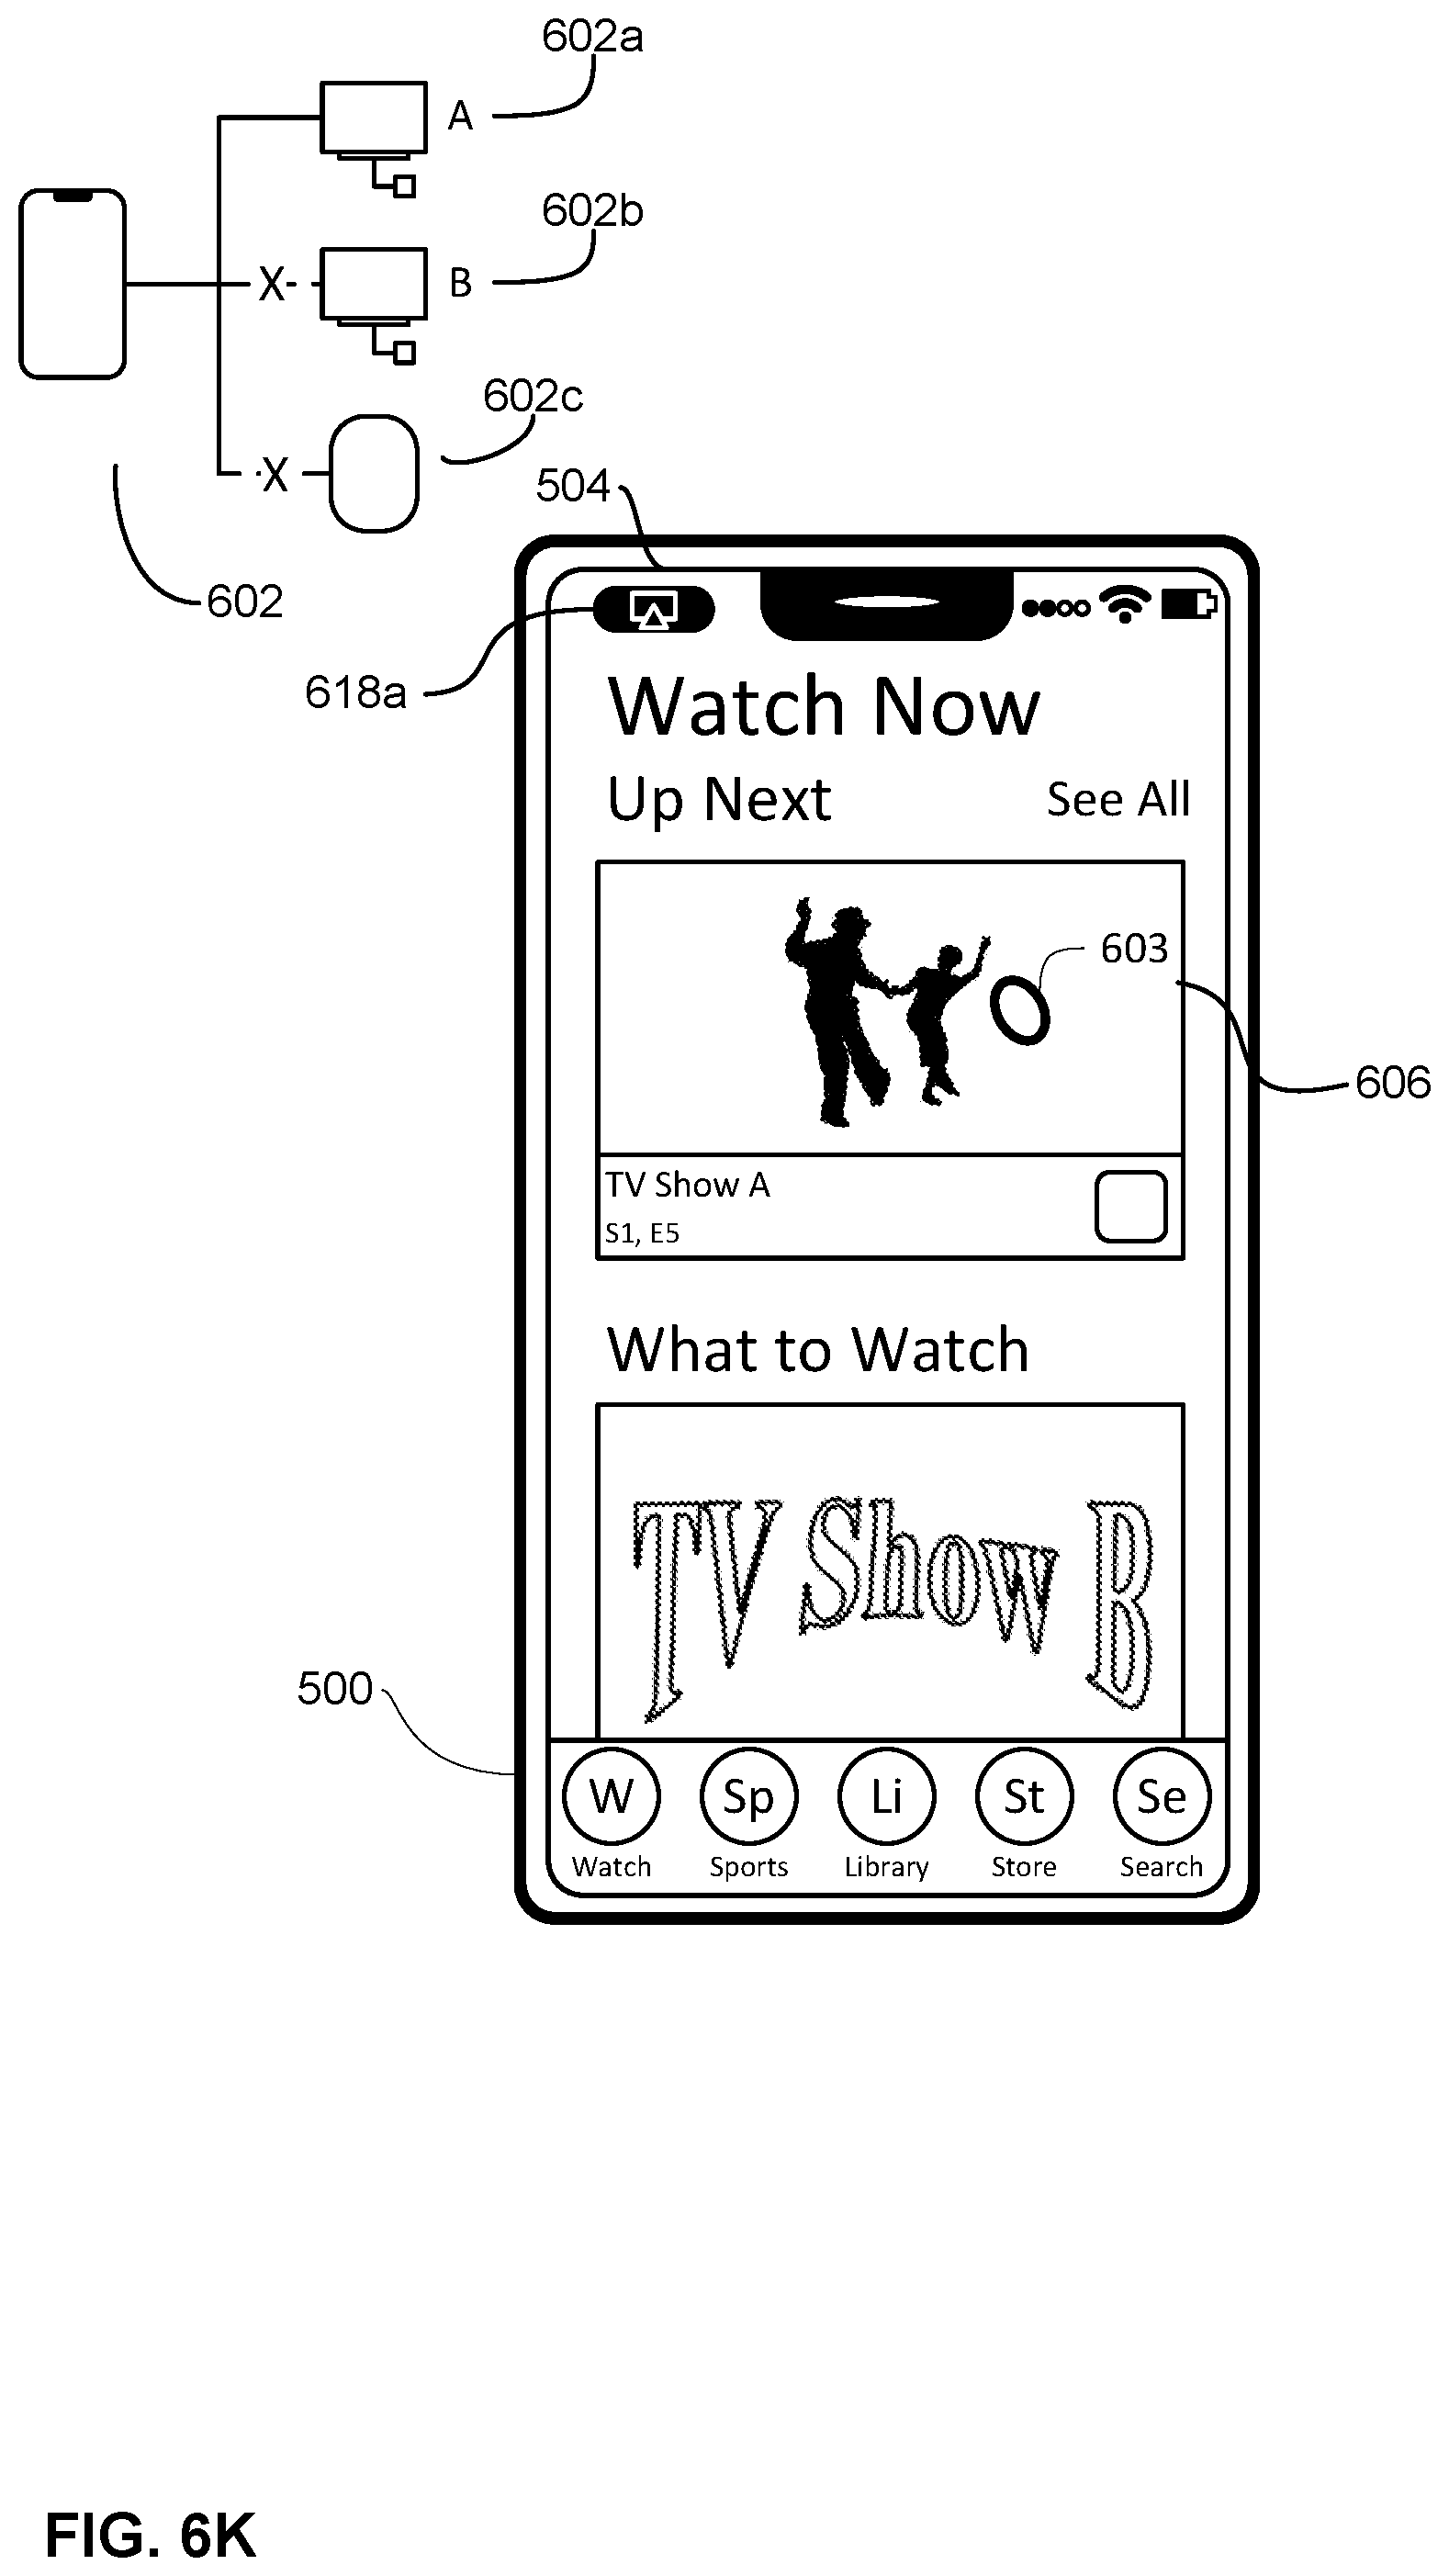 602a
A
602b
X
B
602c
X
504
602
618a
Watch Now
Up Next See All
603
606
TV Show A
S1, E5
What to Watch
TV Show B
500
W Sp Li St Se
Watch Sports Library Store Search
FIG. 6K